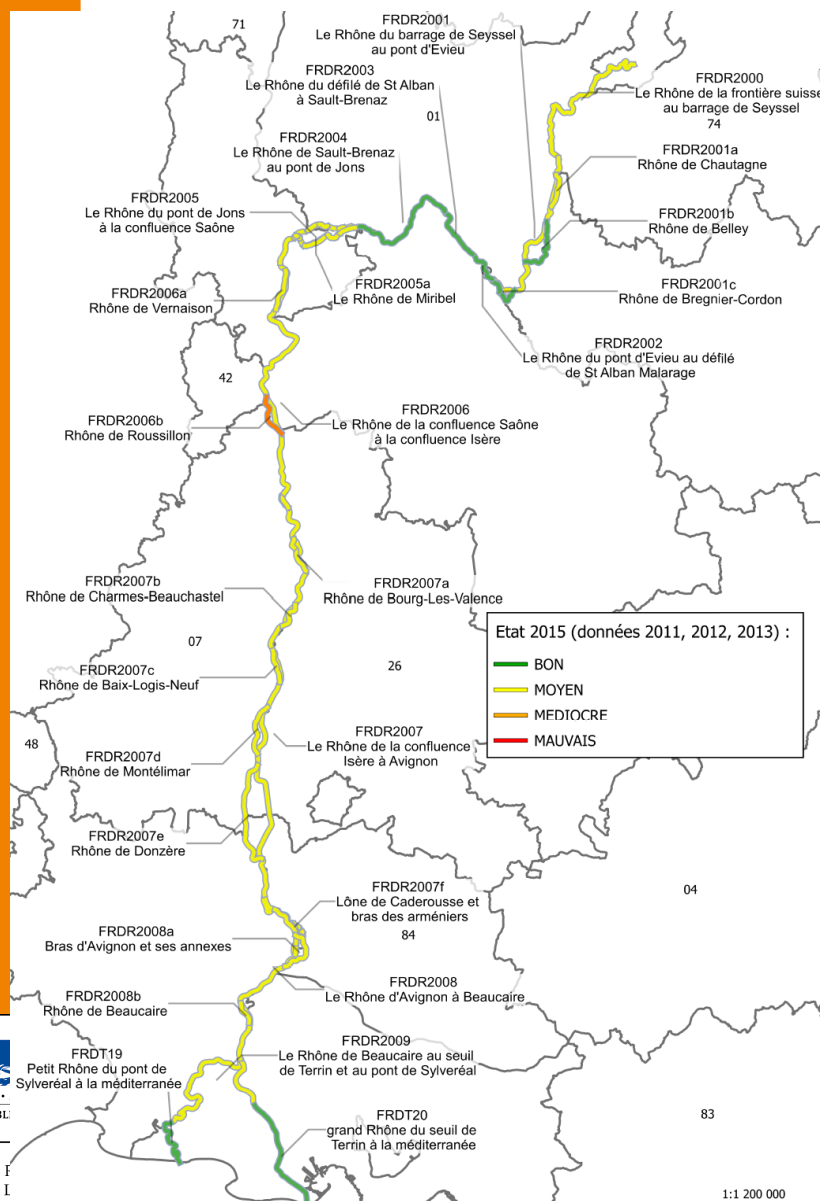 71
FRDR2001
Le Rhône du barrage de Seyssel
au pont d'Evieu
FRDR2003
Le Rhône du défilé de St Alban
à Sault-Brenaz
01
FRDR2000
Le Rhône de la frontière suisse
au barrage de Seyssel
74
FRDR2004
Le Rhône de Sault-Brenaz
au pont de Jons
FRDR2001a
Rhône de Chautagne
FRDR2005
Le Rhône du pont de Jons
à la confluence Saône
FRDR2001b
Rhône de Belley
FRDR2006a
Rhône de Vernaison
FRDR2005a
Le Rhône de Miribel
FRDR2001c
Rhône de Bregnier-Cordon
FRDR2002
Le Rhône du pont d'Evieu au défilé
de St Alban Malarage
42
FRDR2006b
Rhône de Roussillon
FRDR2006
Le Rhône de la confluence Saône
à la confluence Isère
FRDR2007b
Rhône de Charmes-Beauchastel
FRDR2007a
Rhône de Bourg-Les-Valence
07
Etat 2015 (données 2011, 2012, 2013) :
BON
MOYEN
MEDIOCRE
MAUVAIS
FRDR2007c
Rhône de Baix-Logis-Neuf
26
48
FRDR2007d
Rhône de Montélimar
FRDR2007
Le Rhône de la confluence
Isère à Avignon
FRDR2007e
Rhône de Donzère
FRDR2007f
Lône de Caderousse et
bras des arméniers
84
04
FRDR2008a
Bras d'Avignon et ses annexes
FRDR2008
Le Rhône d'Avignon à Beaucaire
FRDR2008b
Rhône de Beaucaire
FRDR2009
Le Rhône de Beaucaire au seuil
de Terrin et au pont de Sylveréal
FRDT19
Petit Rhône du pont de
Sylveréal à la méditerranée
FRDT20
grand Rhône du seuil de
Terrin à la méditerranée
83
1:1 200 000